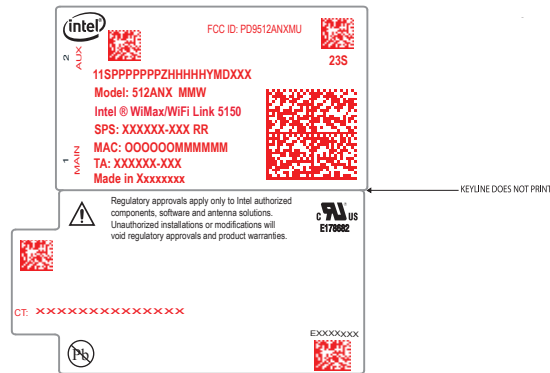 intel
FCC ID: PD9512ANXMU
2
AUX
23S
11SPPPPPPPZHHHHHYMDXXX
Model: 512ANX MMW
Intel ® WiMax/WiFi Link 5150
SPS: XXXXXX-XXX RR
MAC: OOOOOOMMMMMM
TA: XXXXXX-XXX
Made in Xxxxxxxx
1
MAIN
KEYLINE DOES NOT PRINT
Regulatory approvals apply only to Intel authorized
components, software and antenna solutions.
Unauthorized installations or modifications will
void regulatory approvals and product warranties.
C RU US
E178682
CT: XXXXXXXXXXXXXX
EXXXXXXX
Pb